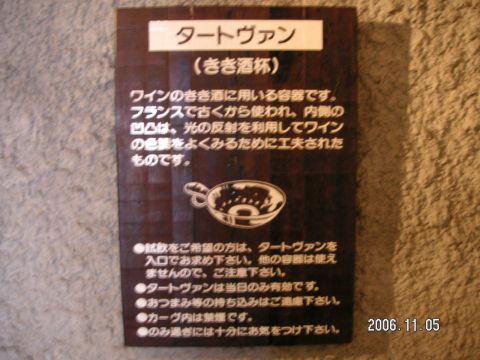 タートヴァン
(きき酒杯)
ワインのきき酒に用いる容器です。
フランスで古くから使われ、内側の
凹凸は、光の反射を利用してワイン
の色調をよくみるために工夫された
ものです。
●試飲をご希望の方は、タートヴァンを
入口でお求め下さい。他の容器は使え
ませんので、ご注意下さい。
●タートヴァンは当日のみ有効です。
●おつまみ等の持ち込みはご遠慮下さい。
●カーヴ内は禁煙です。
●のみ過ぎには十分にお気をつけ下さい。
2006.11.05